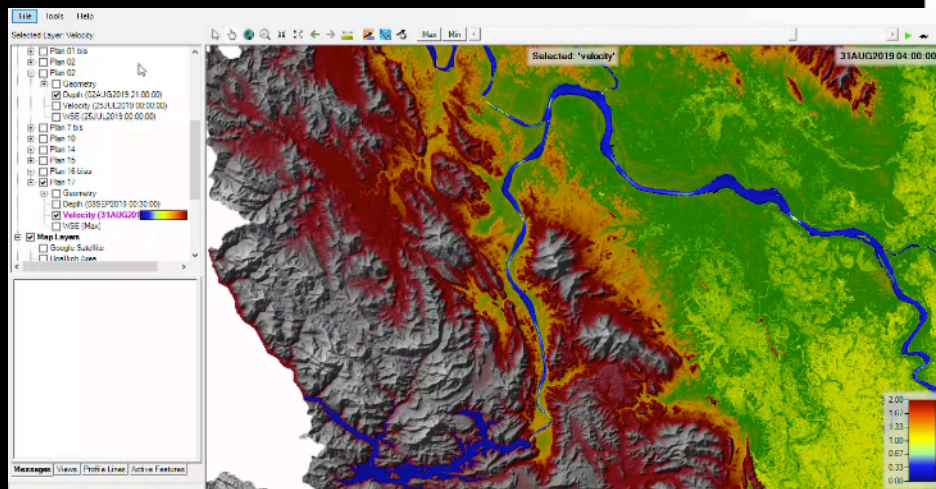 File Tools Help
Selected Layer: Velocity
Max Min
Plan 01 bis
Plan 02
Plan 02
Geometry
Depth (02AUG2019 21:00:00)
Velocity (25JUL2019 00:00:00)
WSE (25JUL2019 00:00:00)
Plan 7 bis
Plan 10
Plan 14
Plan 15
Plan 16 biss
Plan 17
Geometry
Depth (08SEP2019 00:30:00)
Velocity (31AUG201
WSE (Max)
Map Layers
Google Satellite
Selected: 'velocity'
31AUG2019 04:00:00
2.00
1.67
1.33
1.00
0.67
0.33
0.00
Messages Views Profile Lines Active Features